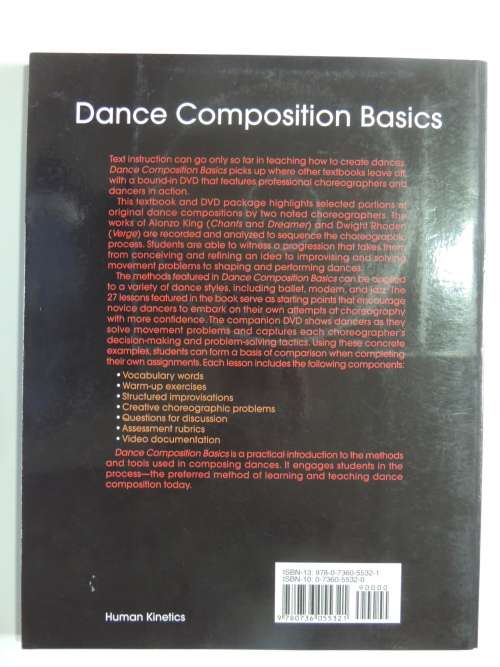 Dance Composition Basics
Text instruction can go only so far in teaching how to create dances.
Dance Composition Basics picks up where other textbooks leave off,
with a bound-in DVD that features professional choreographers and
dancers in action.
This textbook and DVD package highlights selected portions of
original dance compositions by two noted choreographers. The
works of Alonzo King (Chants and Dreamer) and Dwight Rhoden
(Verge) are recorded and analyzed to sequence the choreographic
process. Students are able to witness a progression that takes them
from conceiving and refining an idea to improvising and solving
movement problems to shaping and performing dances.
The methods featured in Dance Composition Basics can be applied
to a variety of dance styles, including ballet, modern, and jazz. The
27 lessons featured in the book serve as starting points that encourage
novice dancers to embark on their own attempts at choreography
with more confidence. The companion DVD shows dancers as they
solve movement problems and captures each choreographer's
decision-making and problem-solving tactics. Using these concrete
examples, students can form a basis of comparison when completing
their own assignments. Each lesson includes the following components:
• Vocabulary words
• Warm-up exercises
• Structured improvisations
• Creative choreographic problems
• Questions for discussion
• Assessment rubrics
• Video documentation
Dance Composition Basics is a practical introduction to the methods
and tools used in composing dances. It engages students in the
process—the preferred method of learning and teaching dance
composition today.
ISBN-13: 978-0-7360-5532-1
ISBN-10: 0-7360-5532-0
90000
9 780736 055321
Human Kinetics